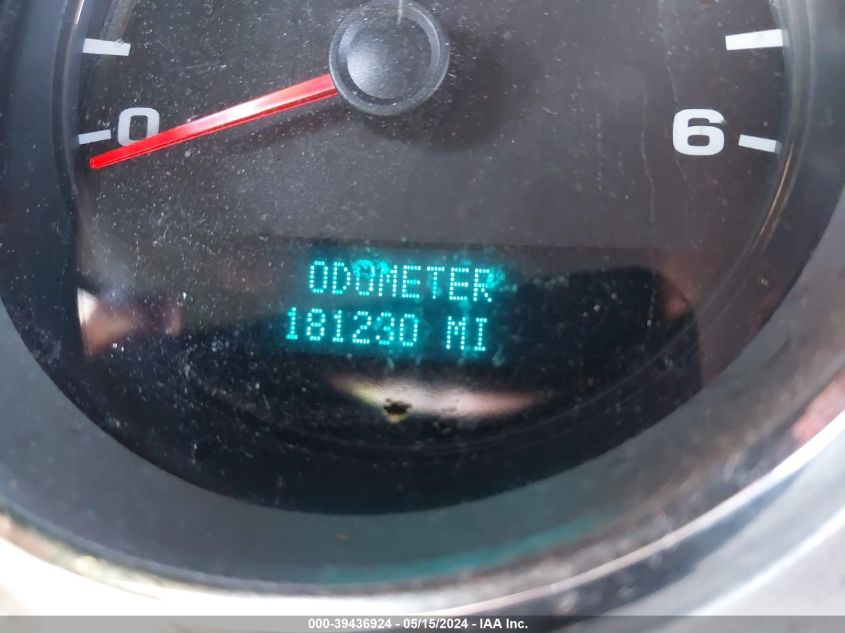 0
6
ODOMETER
181230 MI
000-39436924 - 05/15/2024 - IAA Inc.